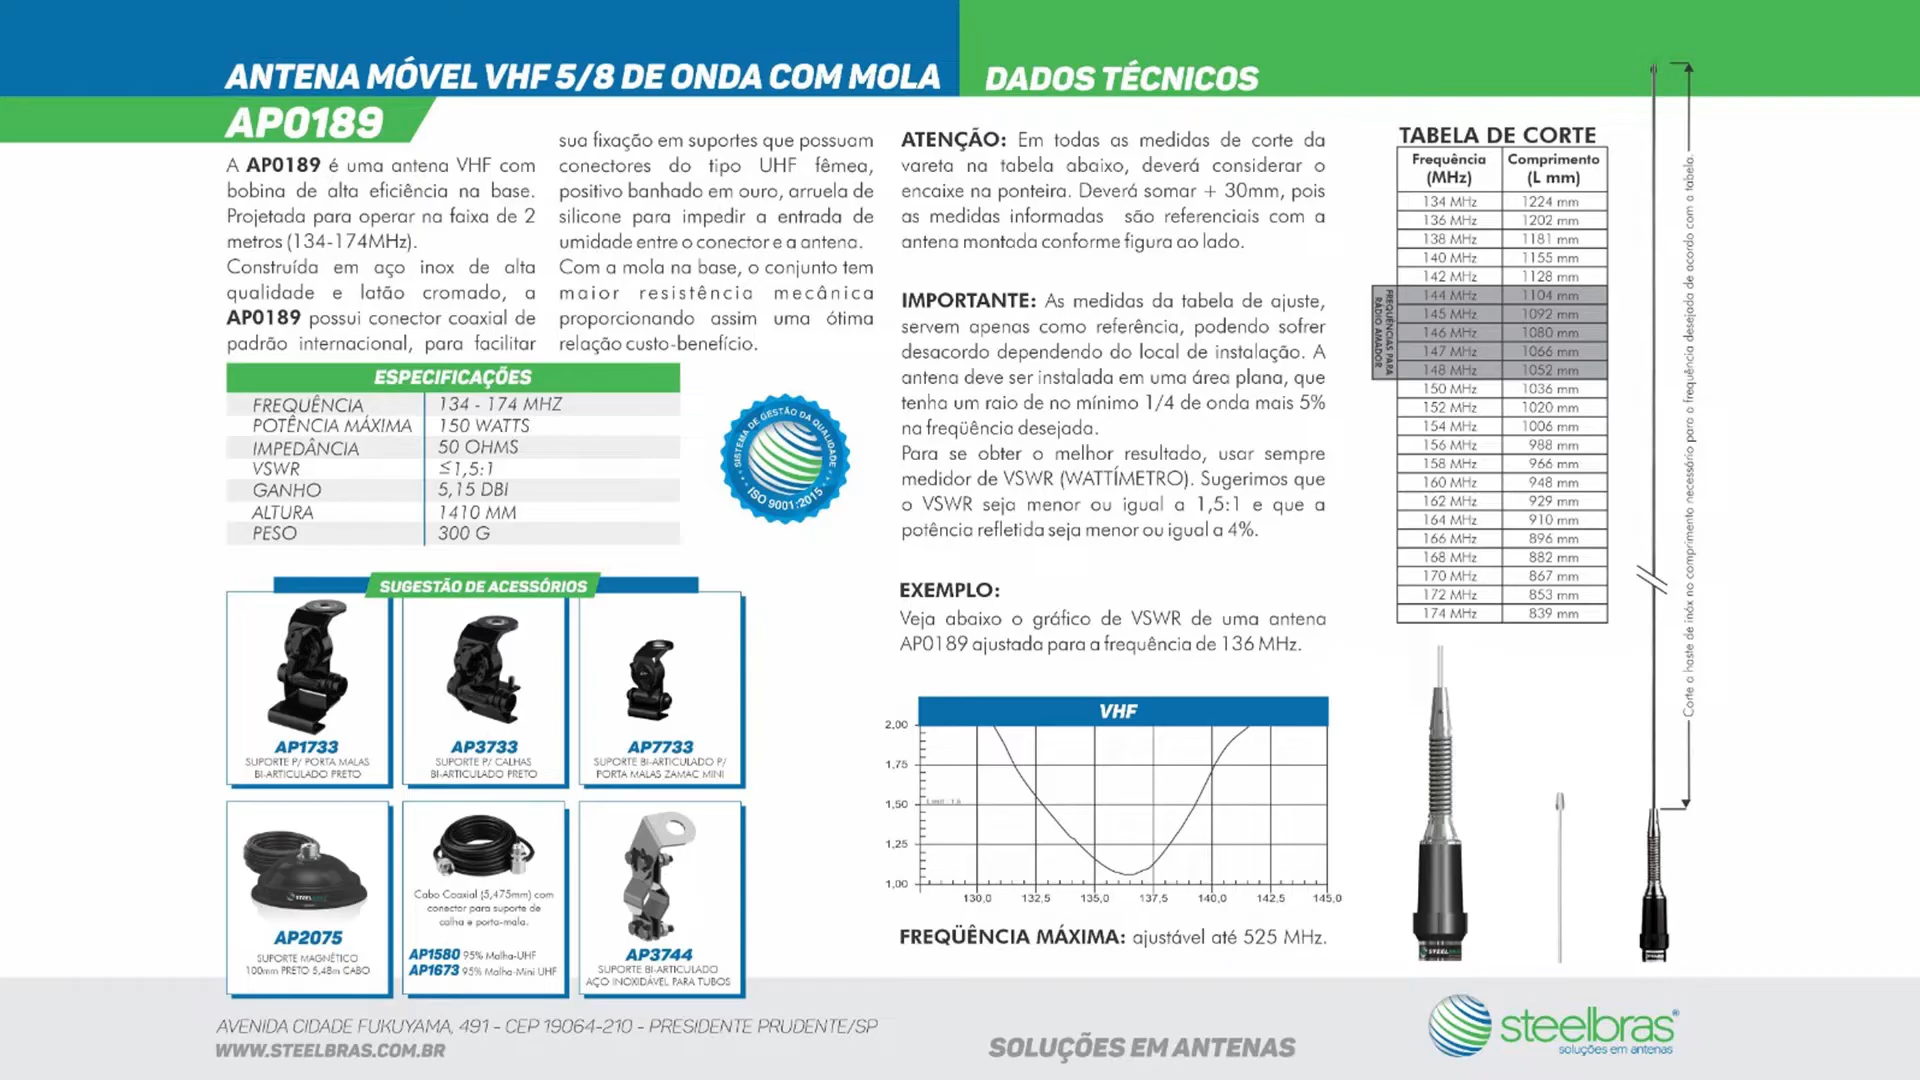 ANTENA MÓVEL VHF 5/8 DE ONDA COM MOLA
AP0189
A AP0189 é uma antena VHF com
bobina de alta eficiência na base.
Projetada para operar na faixa de 2
metros (134-174MHz).
Construída em aço inox de alta
qualidade e latão cromado, a
AP0189 possui conector coaxial de
padrão internacional, para facilitar
sua fixação em suportes que possuam
conectores do tipo UHF fêmea,
positivo banhado em ouro, arruela de
silicone para impedir a entrada de
umidade entre o conector e a antena.
Com a mola na base, o conjunto tem
maior resistência mecânica
proporcionando assim uma ótima
relação custo-benefício.
ESPECIFICAÇÕES
FREQUÊNCIA 134 - 174 MHZ
POTÊNCIA MÁXIMA 150 WATTS
IMPEDÂNCIA 50 OHMS
VSWR ≤1,5:1
GANHO 5,15 DBI
ALTURA 1410 MM
PESO 300 G
SISTEMA DE GESTÃO DA QUALIDADE
ISO 9001:2015
SUGESTÃO DE ACESSÓRIOS
AP1733
SUPORTE P/ PORTA MALAS
BI-ARTICULADO PRETO
AP3733
SUPORTE P/ CALHAS
BI-ARTICULADO PRETO
AP7733
SUPORTE BI-ARTICULADO P/
PORTA MALAS ZAMAC MINI
AP2075
SUPORTE MAGNÉTICO
100mm PRETO 5,48m CABO
Cabo Coaxial (5,475mm) com
conector para suporte de
calha e porta-mala.
AP1580 95% Malha-UHF
AP1673 95% Malha-Mini UHF
AP3744
SUPORTE BI-ARTICULADO
AÇO INOXIDÁVEL PARA TUBOS
DADOS TÉCNICOS
ATENÇÃO: Em todas as medidas de corte da
vareta na tabela abaixo, deverá considerar o
encaixe na ponteira. Deverá somar + 30mm, pois
as medidas informadas são referenciais com a
antena montada conforme figura ao lado.
IMPORTANTE: As medidas da tabela de ajuste,
servem apenas como referência, podendo sofrer
desacordo dependendo do local de instalação. A
antena deve ser instalada em uma área plana, que
tenha um raio de no mínimo 1/4 de onda mais 5%
na freqüência desejada.
Para se obter o melhor resultado, usar sempre
medidor de VSWR (WATTÍMETRO). Sugerimos que
o VSWR seja menor ou igual a 1,5:1 e que a
potência refletida seja menor ou igual a 4%.
EXEMPLO:
Veja abaixo o gráfico de VSWR de uma antena
AP0189 ajustada para a frequência de 136 MHz.
VHF
2,00
1,75
1,50
1,25
1,00
130,0 132,5 135,0 137,5 140,0 142,5 145,0
FREQÜÊNCIA MÁXIMA: ajustável até 525 MHz.
TABELA DE CORTE
Frequência Comprimento
(MHz) (L mm)
134 MHz 1224 mm
136 MHz 1202 mm
138 MHz 1181 mm
140 MHz 1155 mm
142 MHz 1128 mm
144 MHz 1104 mm
145 MHz 1092 mm
146 MHz 1080 mm
147 MHz 1066 mm
148 MHz 1052 mm
150 MHz 1036 mm
152 MHz 1020 mm
154 MHz 1006 mm
156 MHz 988 mm
158 MHz 966 mm
160 MHz 948 mm
162 MHz 929 mm
164 MHz 910 mm
166 MHz 896 mm
168 MHz 882 mm
170 MHz 867 mm
172 MHz 853 mm
174 MHz 839 mm
FREQUÊNCIAS PARA
RÁDIO AMADOR
Corte a haste de inóx no comprimento necessário para a frequência desejada de acordo com a tabela.
AVENIDA CIDADE FUKUYAMA, 491 - CEP 19064-210 - PRESIDENTE PRUDENTE/SP
WWW.STEELBRAS.COM.BR
SOLUÇÕES EM ANTENAS
steelbras®
soluções em antenas